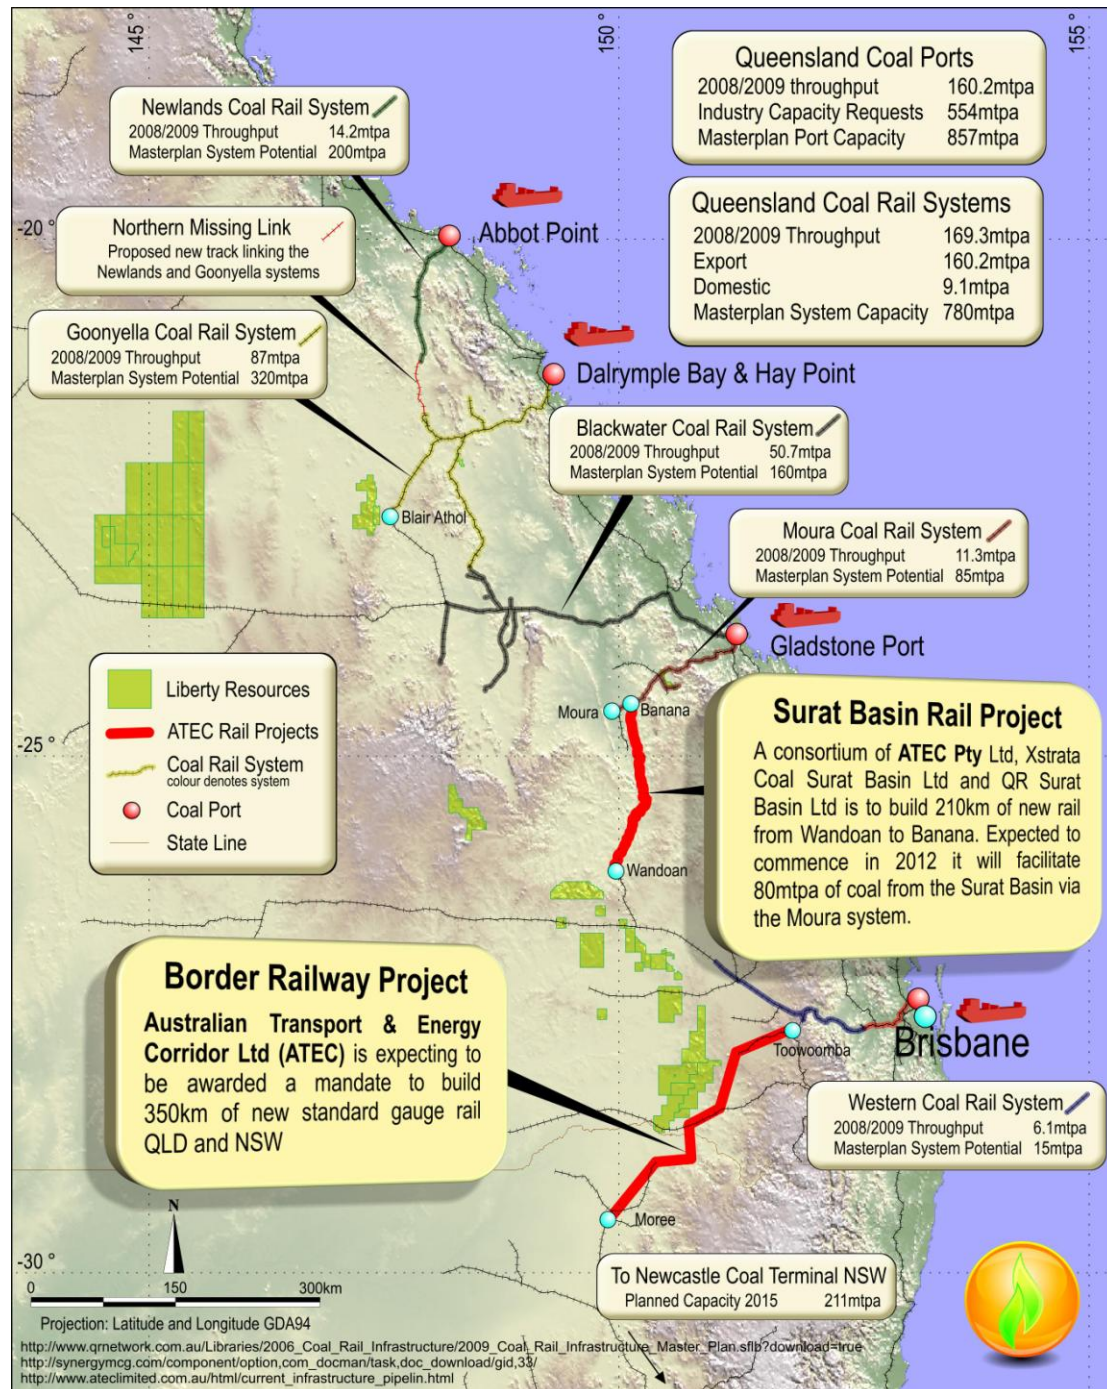 145 °
150 °
155 °
Queensland Coal Ports
2008/2009 throughput 160.2mtpa
Industry Capacity Requests 554mtpa
Masterplan Port Capacity 857mtpa
Newlands Coal Rail System
2008/2009 Throughput 14.2mtpa
Masterplan System Potential 200mtpa
Queensland Coal Rail Systems
2008/2009 Throughput 169.3mtpa
Export 160.2mtpa
Domestic 9.1mtpa
Masterplan System Capacity 780mtpa
-20 °
Abbot Point
Northern Missing Link
Proposed new track linking the
Newlands and Goonyella systems
Goonyella Coal Rail System
2008/2009 Throughput 87mtpa
Masterplan System Potential 320mtpa
Dalrymple Bay & Hay Point
Blackwater Coal Rail System
2008/2009 Throughput 50.7mtpa
Masterplan System Potential 160mtpa
Blair Athol
Moura Coal Rail System
2008/2009 Throughput 11.3mtpa
Masterplan System Potential 85mtpa
Gladstone Port
Liberty Resources
ATEC Rail Projects
Coal Rail System
colour denotes system
Coal Port
State Line
Moura
Banana
-25 °
Surat Basin Rail Project
A consortium of ATEC Pty Ltd, Xstrata
Coal Surat Basin Ltd and QR Surat
Basin Ltd is to build 210km of new rail
from Wandoan to Banana. Expected to
commence in 2012 it will facilitate
80mtpa of coal from the Surat Basin via
the Moura system.
Wandoan
Border Railway Project
Australian Transport & Energy
Corridor Ltd (ATEC) is expecting to
be awarded a mandate to build
350km of new standard gauge rail
QLD and NSW
Toowoomba
Brisbane
Western Coal Rail System
2008/2009 Throughput 6.1mtpa
Masterplan System Potential 15mtpa
Moree
N
-30 °
To Newcastle Coal Terminal NSW
Planned Capacity 2015 211mtpa
0 150 300km
Projection: Latitude and Longitude GDA94
http://www.qrnetwork.com.au/Libraries/2006_Coal_Rail_Infrastructure/2009_Coal_Rail_Infrastructure_Master_Plan.sflb?download=true
http://synergymcg.com/component/option,com_docman/task,doc_download/gid,33/
http://www.ateclimited.com.au/html/current_infrastructure_pipelin.html